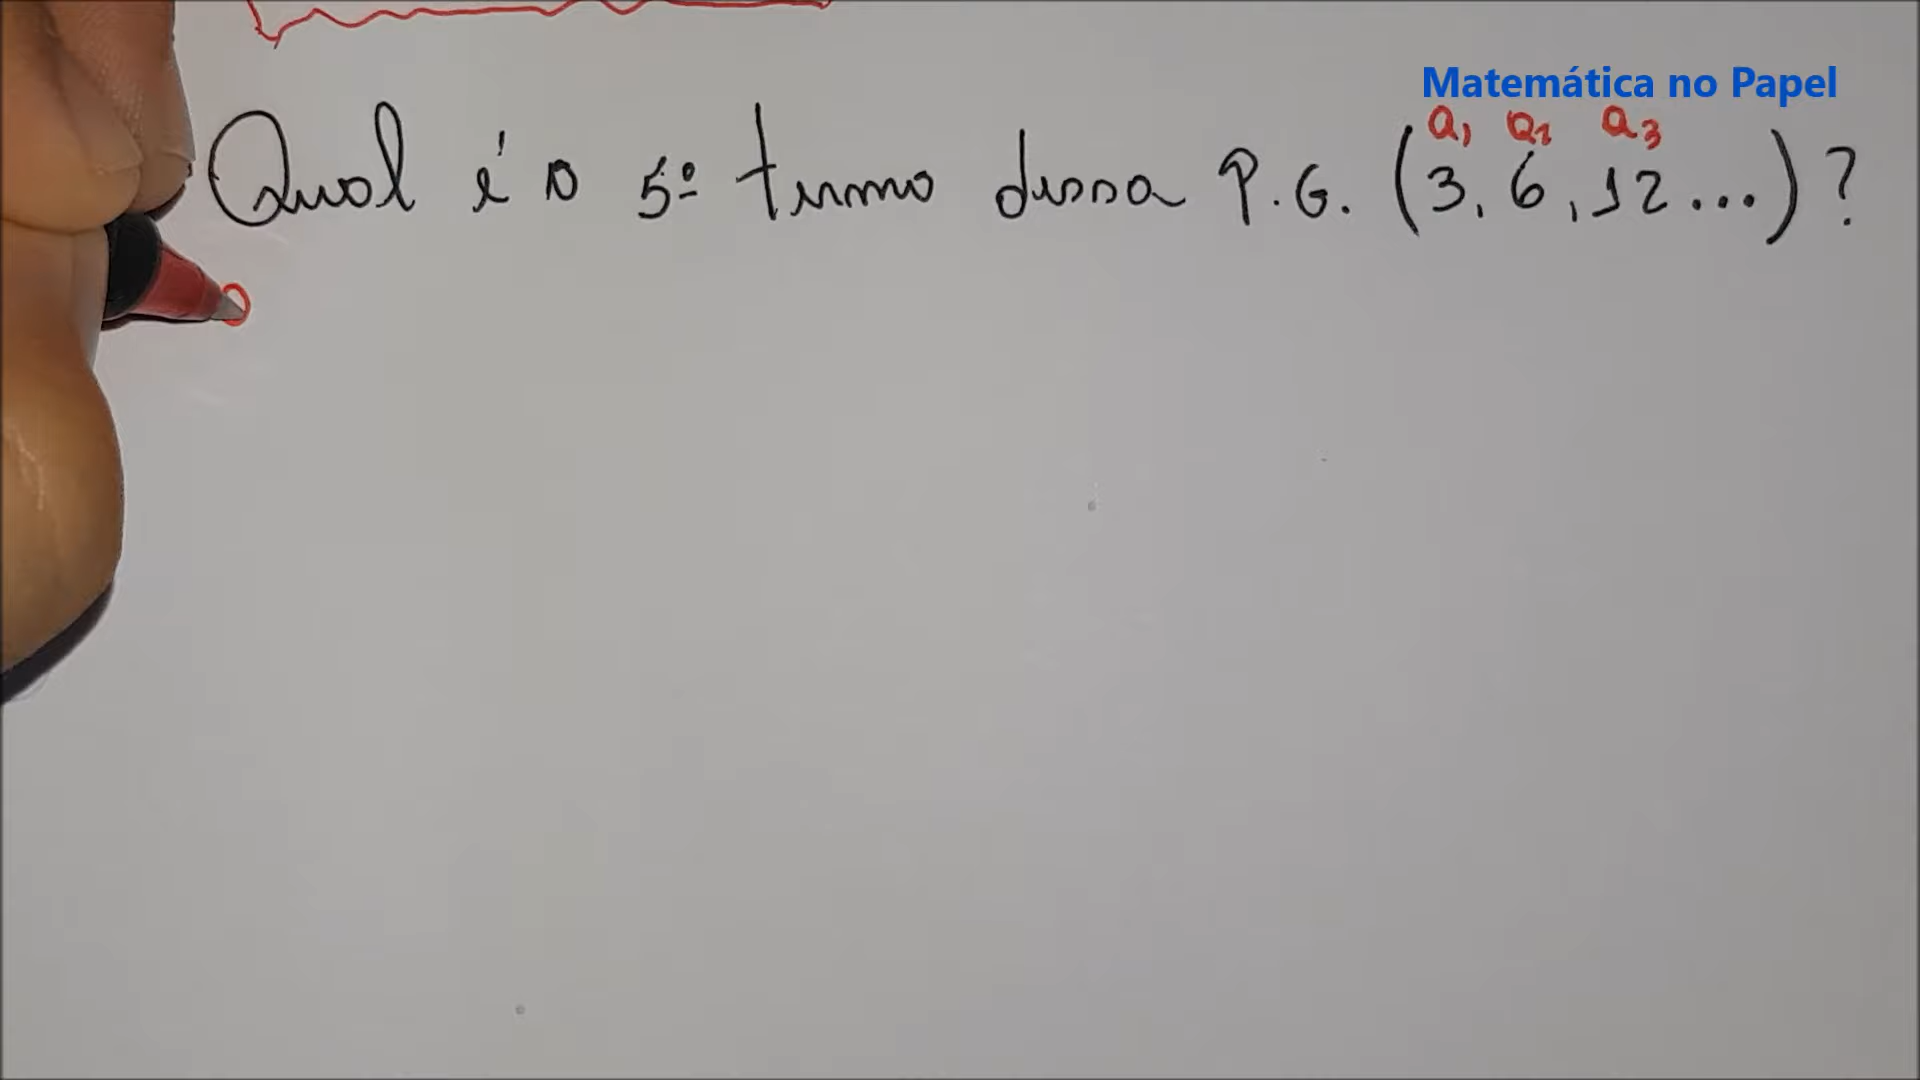 Matemática no Papel
a1 a2 a3
Qual é o 5º termo dessa P.G. (3, 6, 12...)?